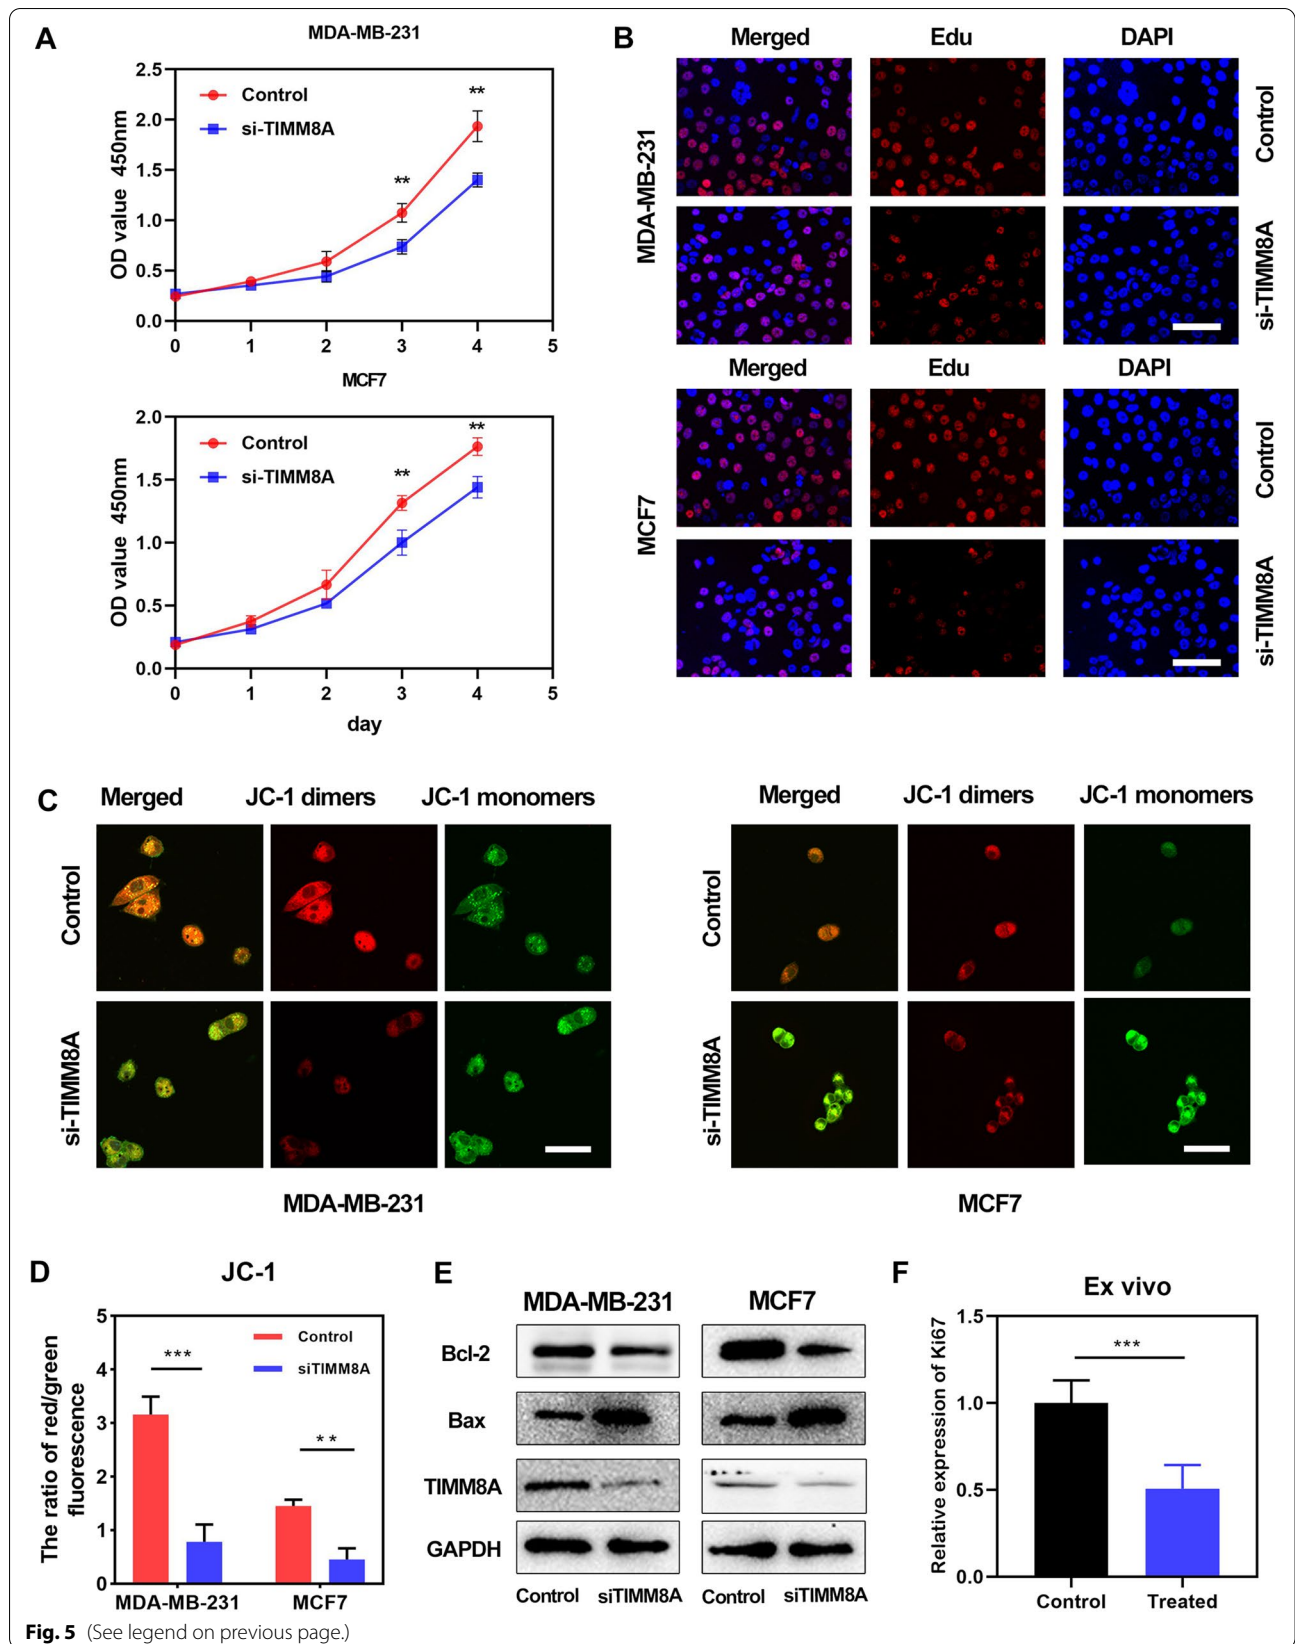 A
MDA-MB-231
2.5
2.0
1.5
1.0
0.5
0.0
OD value 450nm
Control
si-TIMM8A
**
**
0 1 2 3 4 5
MCF7
2.0
1.5
1.0
0.5
0.0
OD value 450nm
Control
si-TIMM8A
**
**
0 1 2 3 4 5
day
B
Merged Edu DAPI
MDA-MB-231
Control
si-TIMM8A
Merged Edu DAPI
MCF7
Control
si-TIMM8A
C
Merged JC-1 dimers JC-1 monomers
Control
si-TIMM8A
MDA-MB-231
Merged JC-1 dimers JC-1 monomers
Control
si-TIMM8A
MCF7
D
JC-1
The ratio of red/green
fluorescence
5
4
3
2
1
0
Control
siTIMM8A
***
**
MDA-MB-231 MCF7
E
MDA-MB-231 MCF7
Bcl-2
Bax
TIMM8A
GAPDH
Control siTIMM8A Control siTIMM8A
F
Ex vivo
Relative expression of Ki67
1.5
1.0
0.5
0.0
***
Control Treated
Fig. 5 (See legend on previous page.)